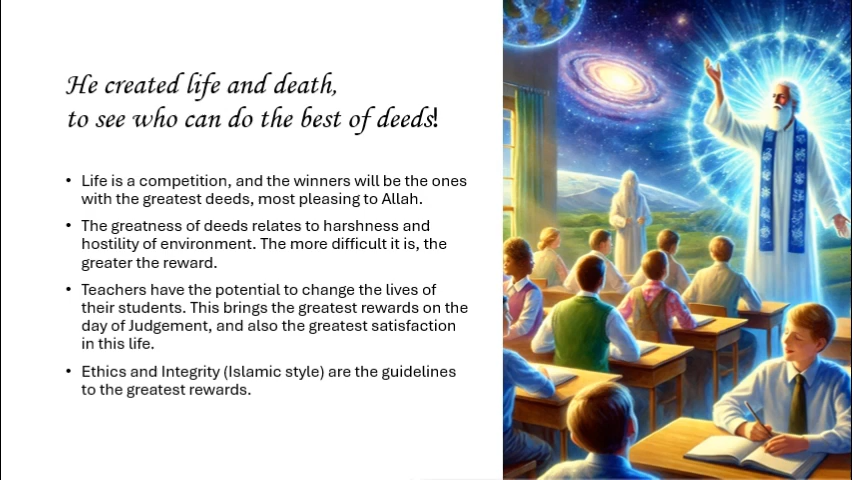 He created life and death,
to see who can do the best of deeds!
• Life is a competition, and the winners will be the ones
with the greatest deeds, most pleasing to Allah.
• The greatness of deeds relates to harshness and
hostility of environment. The more difficult it is, the
greater the reward.
• Teachers have the potential to change the lives of
their students. This brings the greatest rewards on the
day of Judgement, and also the greatest satisfaction
in this life.
• Ethics and Integrity (Islamic style) are the guidelines
to the greatest rewards.